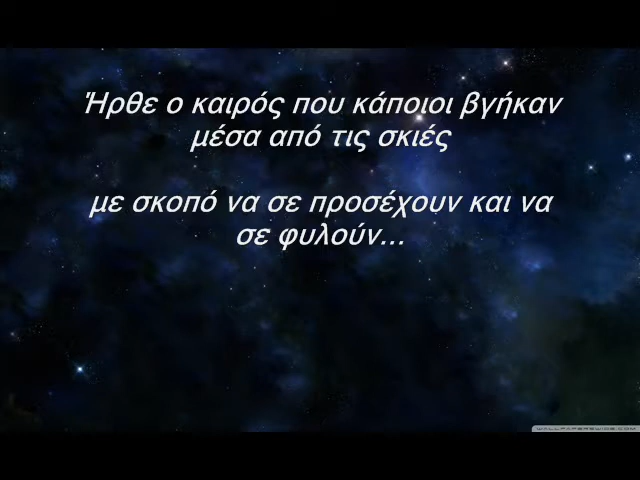 Ήρθε ο καιρός που κάποιοι βγήκαν
μέσα από τις σκιές
με σκοπό να σε προσέχουν και να
σε φυλούν...